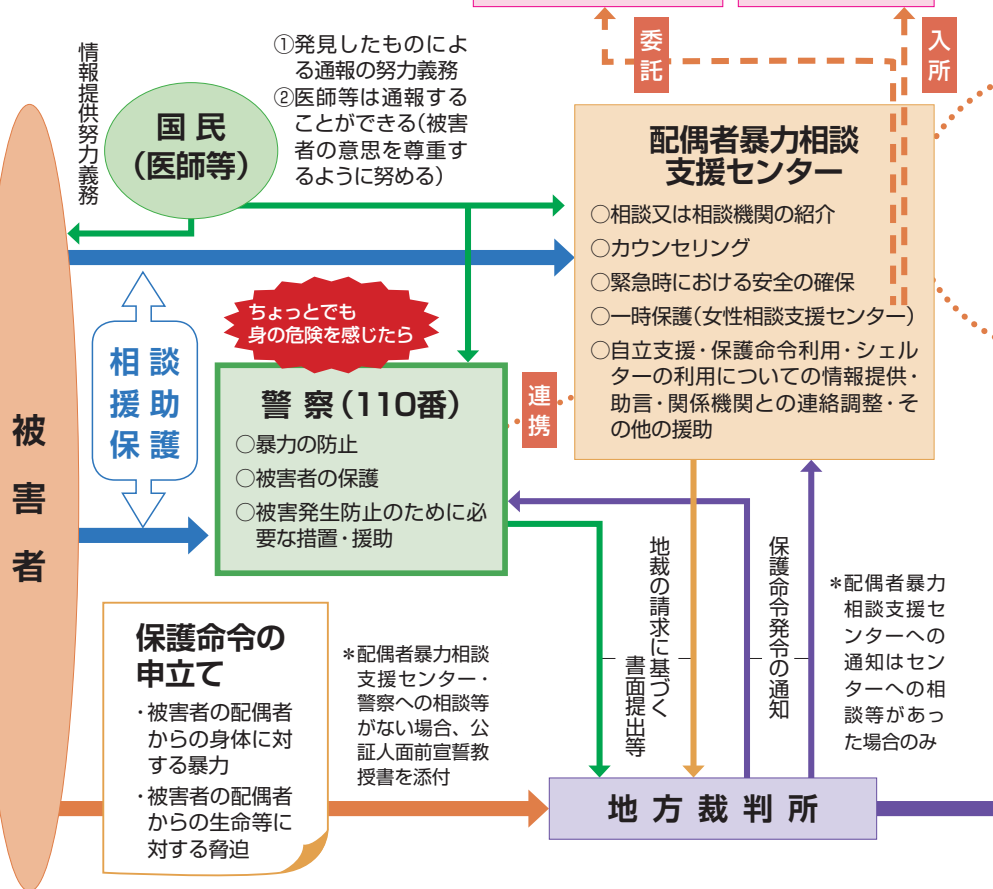 委託
入所
情報提供努力義務
①発見したものによ
る通報の努力義務
②医師等は通報する
ことができる(被害
者の意思を尊重す
るように努める)
国民
(医師等)
配偶者暴力相談
支援センター
○相談又は相談機関の紹介
○カウンセリング
○緊急時における安全の確保
○一時保護(女性相談支援センター)
○自立支援・保護命令利用・シェル
ターの利用についての情報提供・
助言・関係機関との連絡調整・そ
の他の援助
ちょっとでも
身の危険を感じたら
相談
援助
保護
被害者
警察(110番)
○暴力の防止
○被害者の保護
○被害発生防止のために必
要な措置・援助
連携
地裁の請求に基づく
書面提出等
保護命令発令の通知
*配偶者暴力
相談支援セ
ンターへの
通知はセン
ターへの相
談等があっ
た場合のみ
保護命令の
申立て
・被害者の配偶者
からの身体に対
する暴力
・被害者の配偶者
からの生命等に
対する脅迫
*配偶者暴力相談
支援センター・
警察への相談等
がない場合、公
証人面前宣誓教
授書を添付
地方裁判所